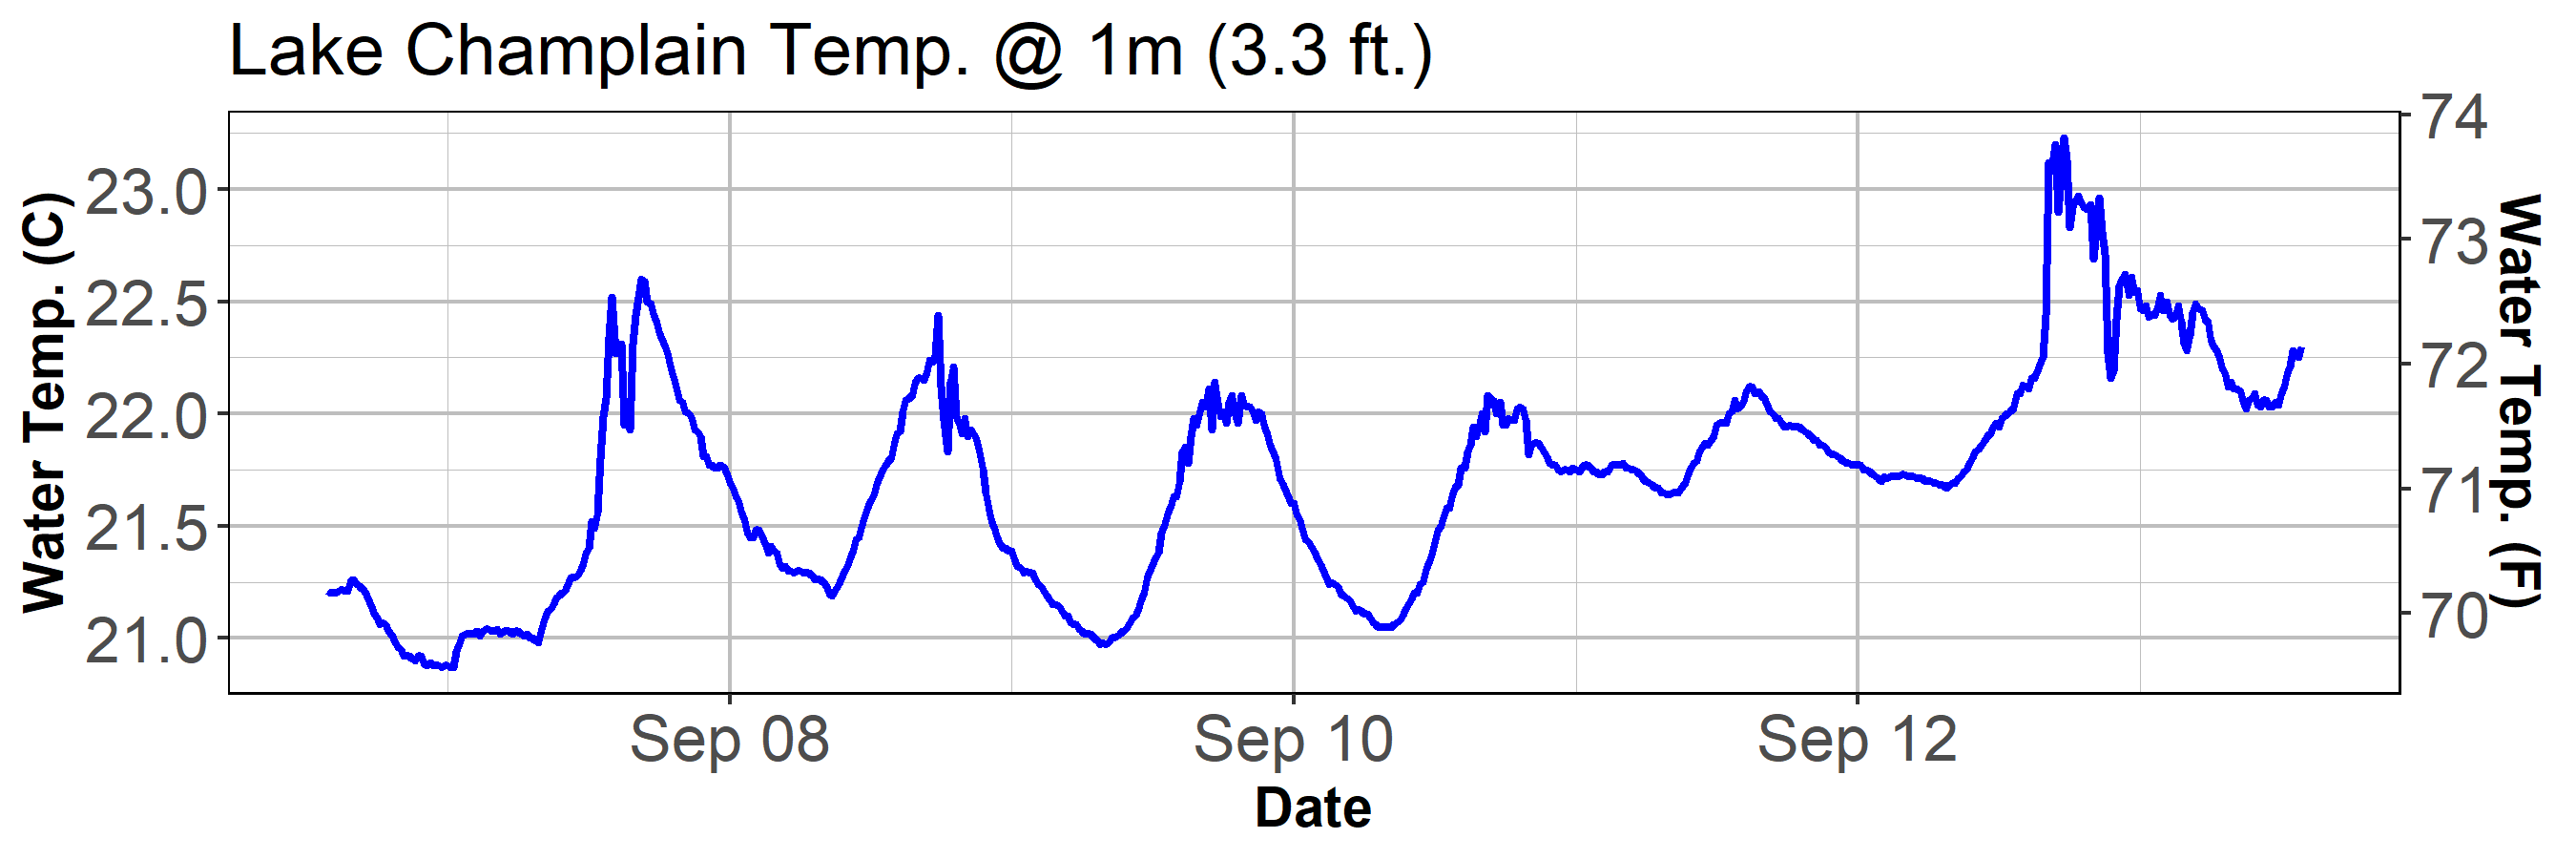 Lake Champlain Temp. @ 1m (3.3 ft.)
Water Temp. (C)
23.0
22.5
22.0
21.5
21.0
74
73
72
71
70
Water Temp. (F)
Sep 08
Sep 10
Sep 12
Date